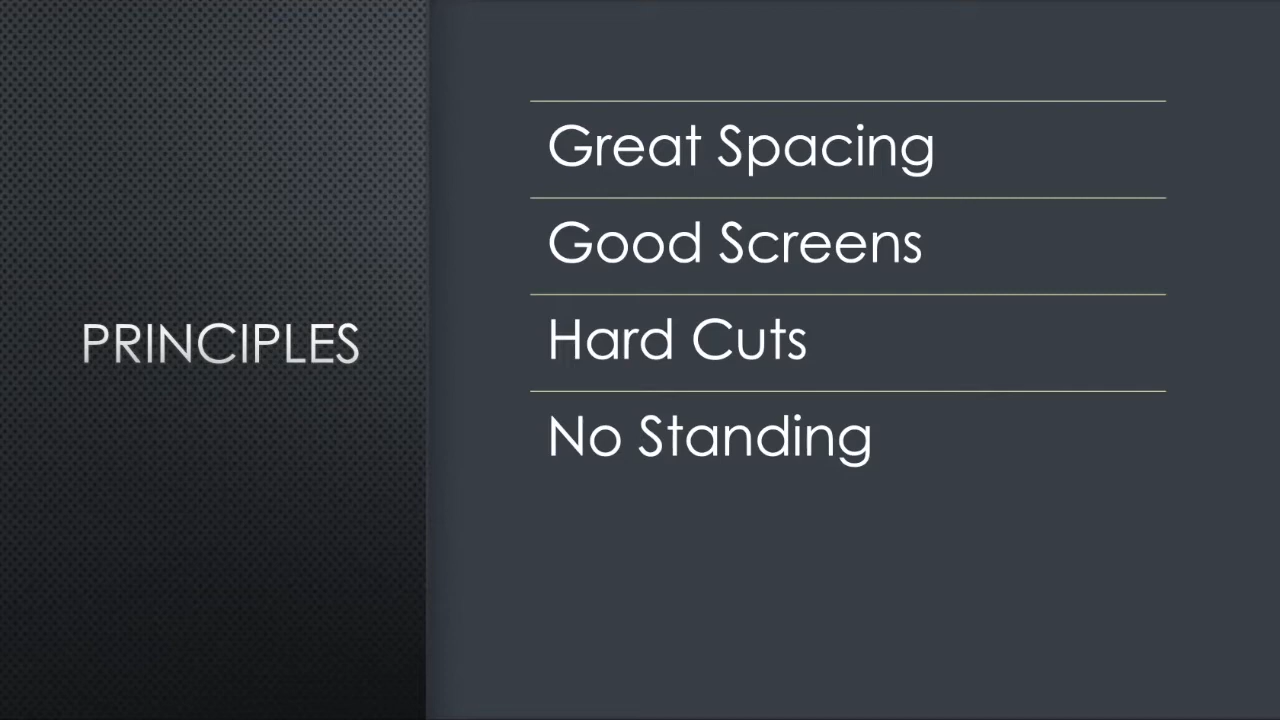 PRINCIPLES
Great Spacing
Good Screens
Hard Cuts
No Standing